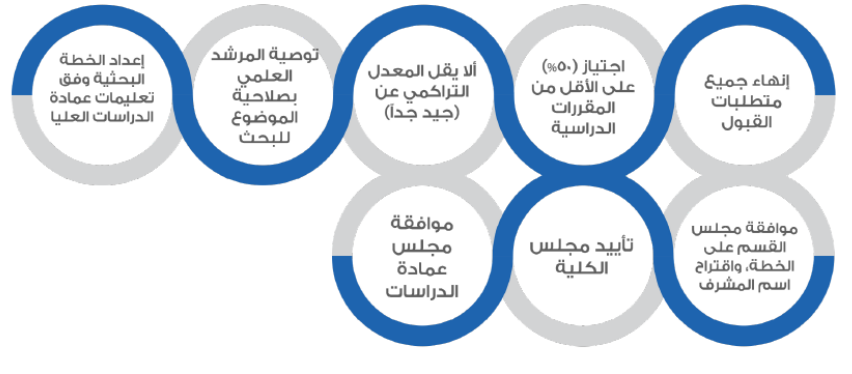 إنهاء جميع
متطلبات
القبول
اجتياز (٥٠%)
على الأقل من
المقررات
الدراسية
ألا يقل المعدل
التراكمي عن
(جيد جداً)
توصية المرشد
العلمي
بصلاحية
الموضوع
للبحث
إعداد الخطة
البحثية وفق
تعليمات عمادة
الدراسات العليا
موافقة مجلس
القسم على
الخطة، واقتراح
اسم المشرف
تأييد مجلس
الكلية
موافقة
مجلس
عمادة
الدراسات